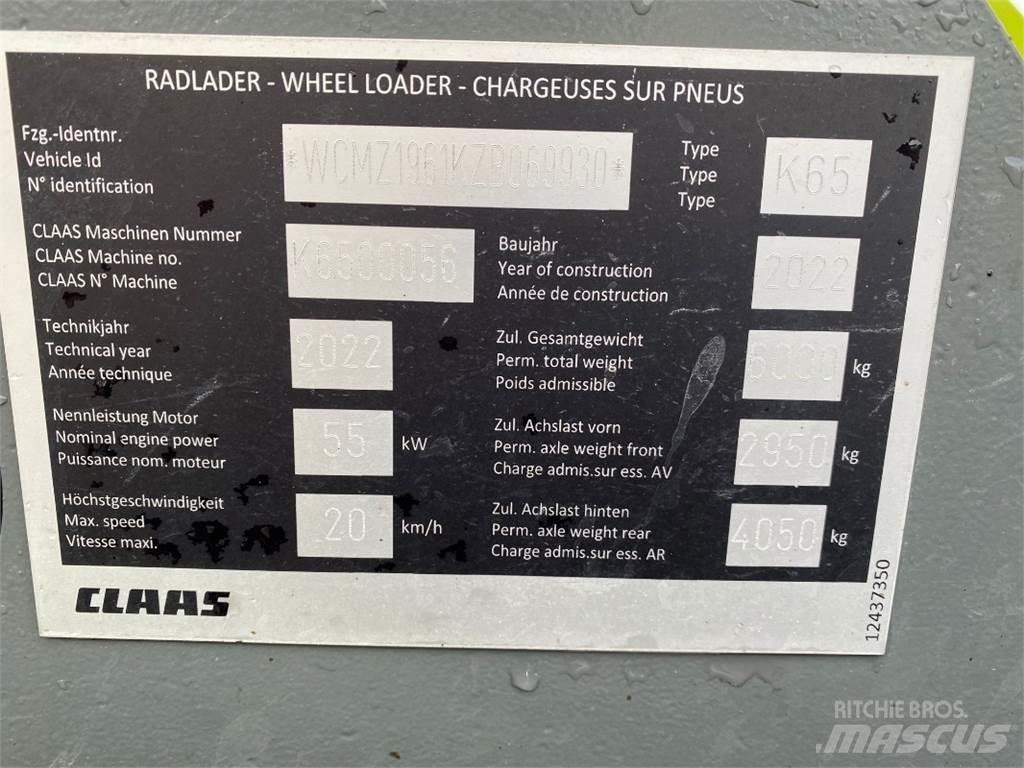 RADLADER - WHEEL LOADER - CHARGEUSES SUR PNEUS
Fzg.-Identnr.
Vehicle Id
N° identification
*WCMZ1961KZB069930*
Type
Type
Type
K65
CLAAS Maschinen Nummer
CLAAS Machine no.
CLAAS N° Machine
K6500056
Baujahr
Year of construction
Année de construction
2022
Technikjahr
Technical year
Année technique
2022
Zul. Gesamtgewicht
Perm. total weight
Poids admissible
6000 kg
Nennleistung Motor
Nominal engine power
Puissance nom. moteur
55 kW
Zul. Achslast vorn
Perm. axle weight front
Charge admis.sur ess. AV
2950 kg
Höchstgeschwindigkeit
Max. speed
Vitesse maxi.
20 km/h
Zul. Achslast hinten
Perm. axle weight rear
Charge admis.sur ess. AR
4050 kg
CLAAS
12437350
RITCHIE BROS.
MASCUS